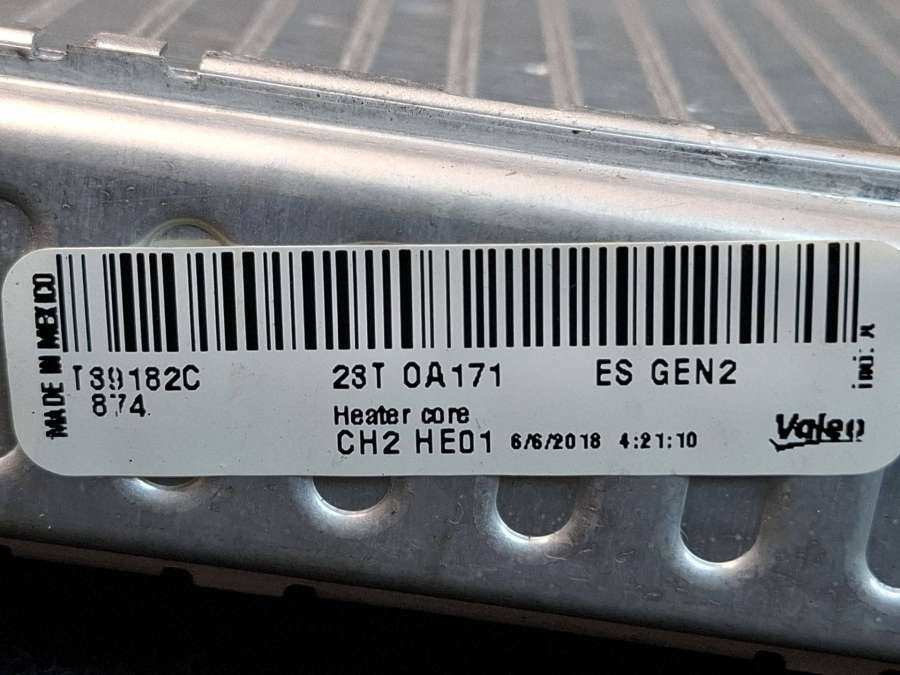 MADE IN MEXICO
T39182C 23T 0A171 ES GEN2
874
Heater core
CH2 HE01 6/6/2018 4:21:10
Valeo